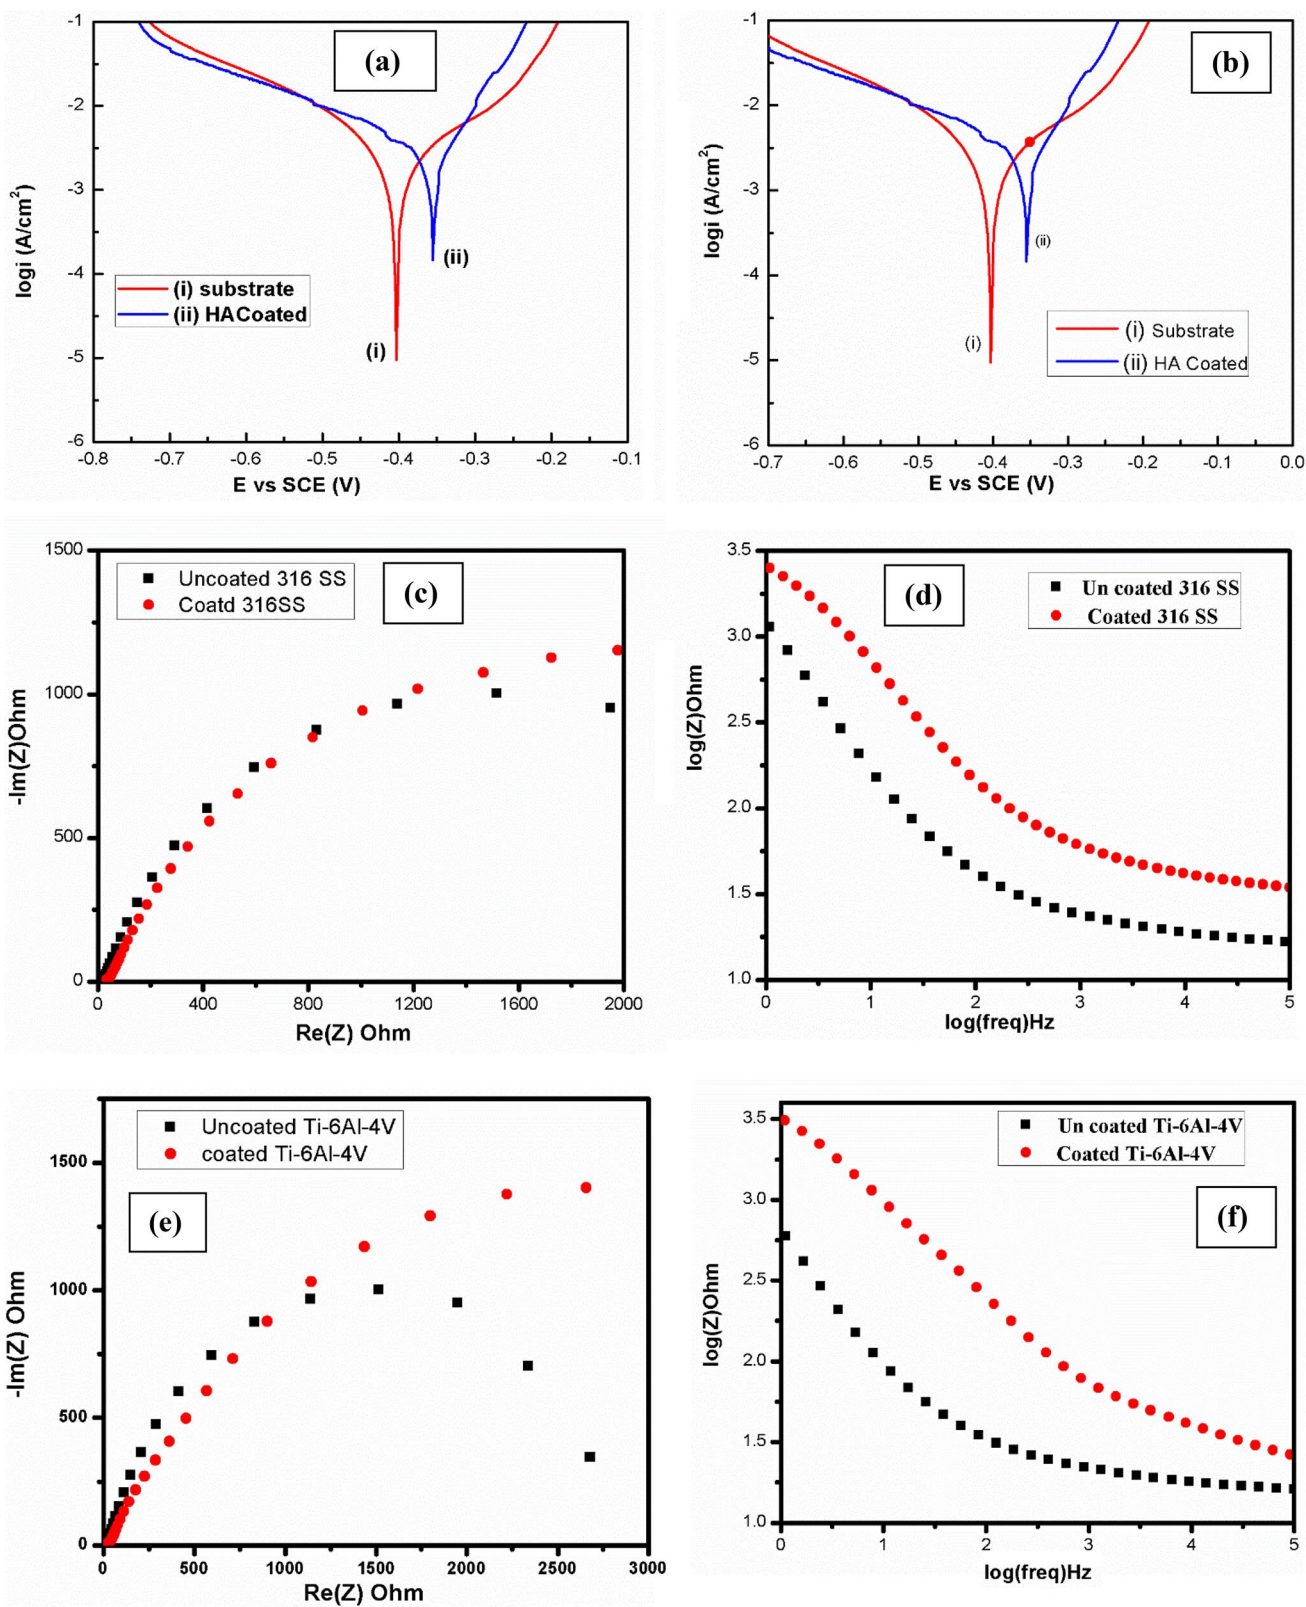 -1
(a)
-2
-3
-4
-5
-6
logi (A/cm²)
(ii)
(i) substrate
(ii) HACoated
(i)
-0.8 -0.7 -0.6 -0.5 -0.4 -0.3 -0.2 -0.1
E vs SCE (V)
-1
(b)
-2
-3
-4
-5
-6
logi (A/cm²)
(ii)
(i)
(i) Substrate
(ii) HA Coated
-0.7 -0.6 -0.5 -0.4 -0.3 -0.2 -0.1 0.0
E vs SCE (V)
1500
1000
500
0
-Im(Z)Ohm
Uncoated 316 SS
Coatd 316SS
(c)
0 400 800 1200 1600 2000
Re(Z) Ohm
3.5
3.0
2.5
2.0
1.5
1.0
log(Z)Ohm
(d)
Un coated 316 SS
Coated 316 SS
0 1 2 3 4 5
log(freq)Hz
1500
1000
500
0
-Im(Z) Ohm
Uncoated Ti-6Al-4V
coated Ti-6Al-4V
(e)
0 500 1000 1500 2000 2500 3000
Re(Z) Ohm
3.5
3.0
2.5
2.0
1.5
1.0
log(Z)Ohm
Un coated Ti-6Al-4V
Coated Ti-6Al-4V
(f)
0 1 2 3 4 5
log(freq)Hz